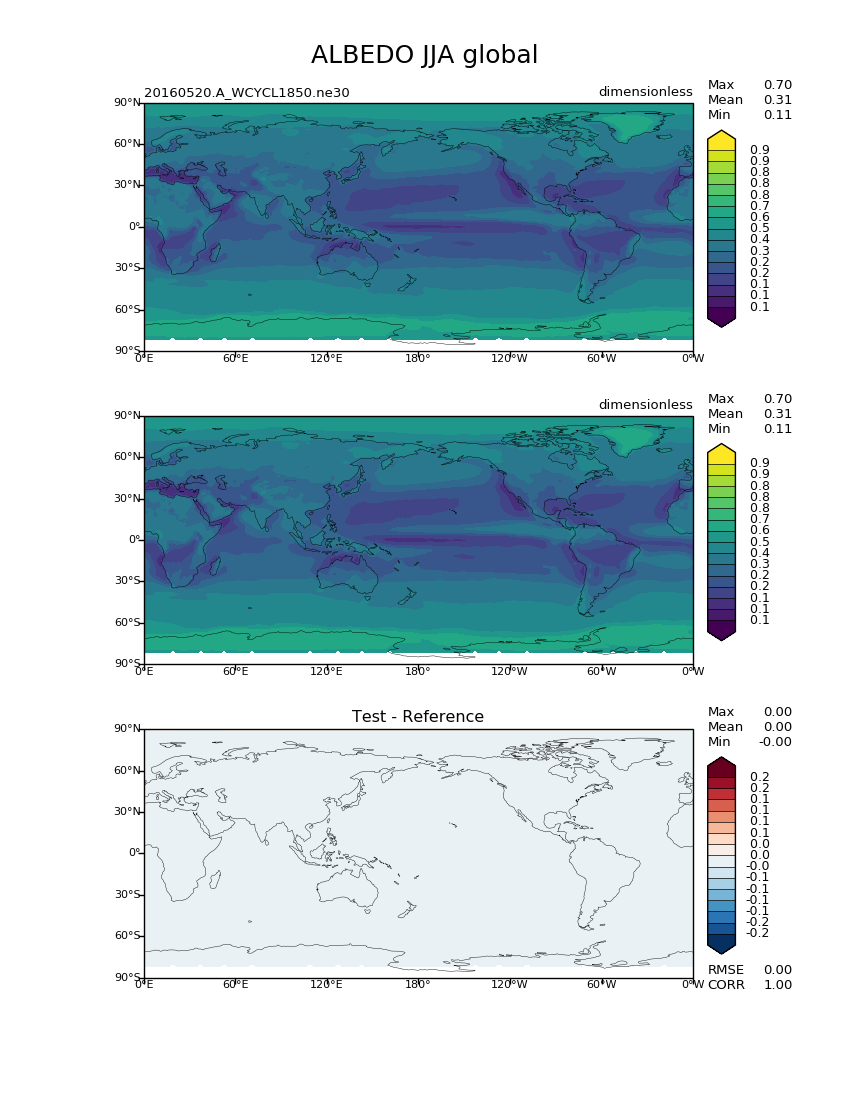 ALBEDO JJA global
20160520.A_WCYCL1850.ne30 dimensionless
Max 0.70
Mean 0.31
Min 0.11
90°N
60°N
30°N
0°
30°S
60°S
90°S
0°E 60°E 120°E 180° 120°W 60°W 0°W
0.9
0.9
0.8
0.8
0.8
0.7
0.6
0.5
0.4
0.3
0.2
0.2
0.1
0.1
0.1
dimensionless
Max 0.70
Mean 0.31
Min 0.11
90°N
60°N
30°N
0°
30°S
60°S
90°S
0°E 60°E 120°E 180° 120°W 60°W 0°W
0.9
0.9
0.8
0.8
0.8
0.7
0.6
0.5
0.4
0.3
0.2
0.2
0.1
0.1
0.1
Test - Reference
Max 0.00
Mean 0.00
Min -0.00
90°N
60°N
30°N
0°
30°S
60°S
90°S
0°E 60°E 120°E 180° 120°W 60°W 0°W
0.2
0.2
0.1
0.1
0.1
0.1
0.0
0.0
-0.0
-0.1
-0.1
-0.1
-0.1
-0.2
-0.2
RMSE 0.00
CORR 1.00